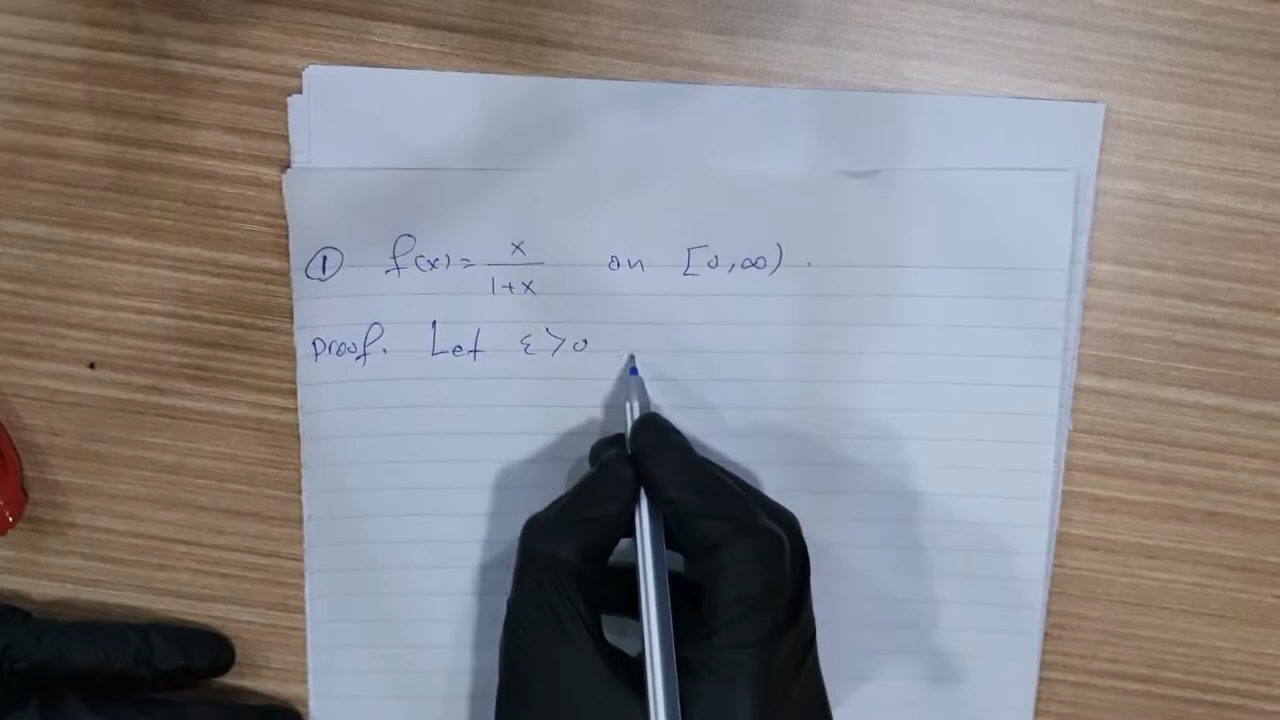 ① f(x) = x/(1+x) on [0,∞).
proof. Let ε>0